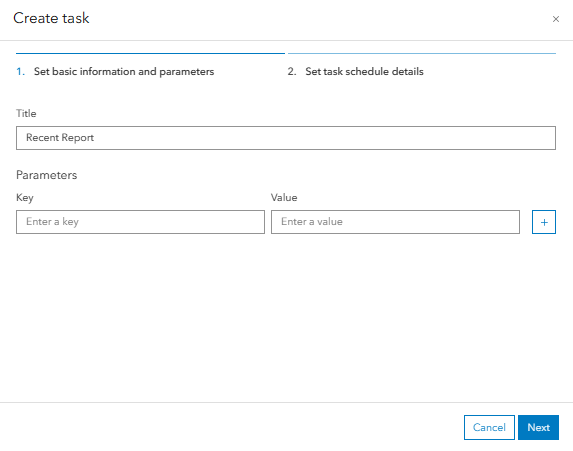 Create task
×
1. Set basic information and parameters
2. Set task schedule details
Title
Recent Report
Parameters
Key Value
Enter a key Enter a value +
Cancel Next